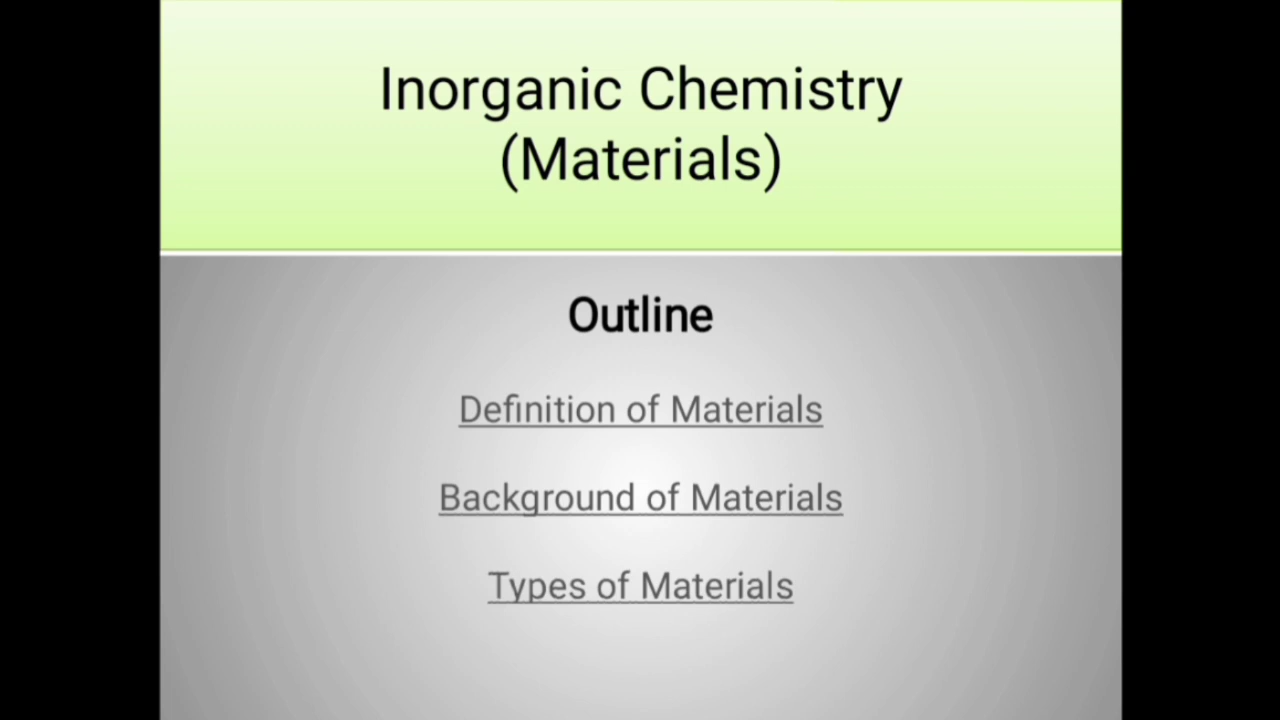 Inorganic Chemistry
(Materials)
Outline
Definition of Materials
Background of Materials
Types of Materials